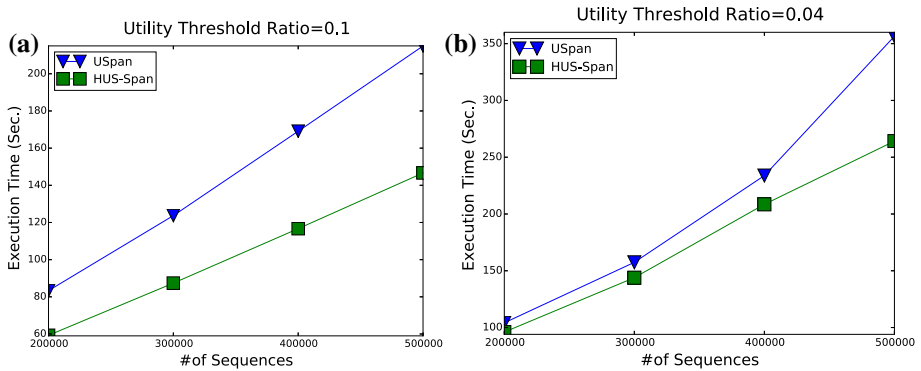 Utility Threshold Ratio=0.1
(a)
USpan
HUS-Span
Execution Time (Sec.)
200
180
160
140
120
100
80
60
200000
300000
400000
500000
#of Sequences
Utility Threshold Ratio=0.04
(b)
USpan
HUS-Span
Execution Time (Sec.)
350
300
250
200
150
100
200000
300000
400000
500000
#of Sequences